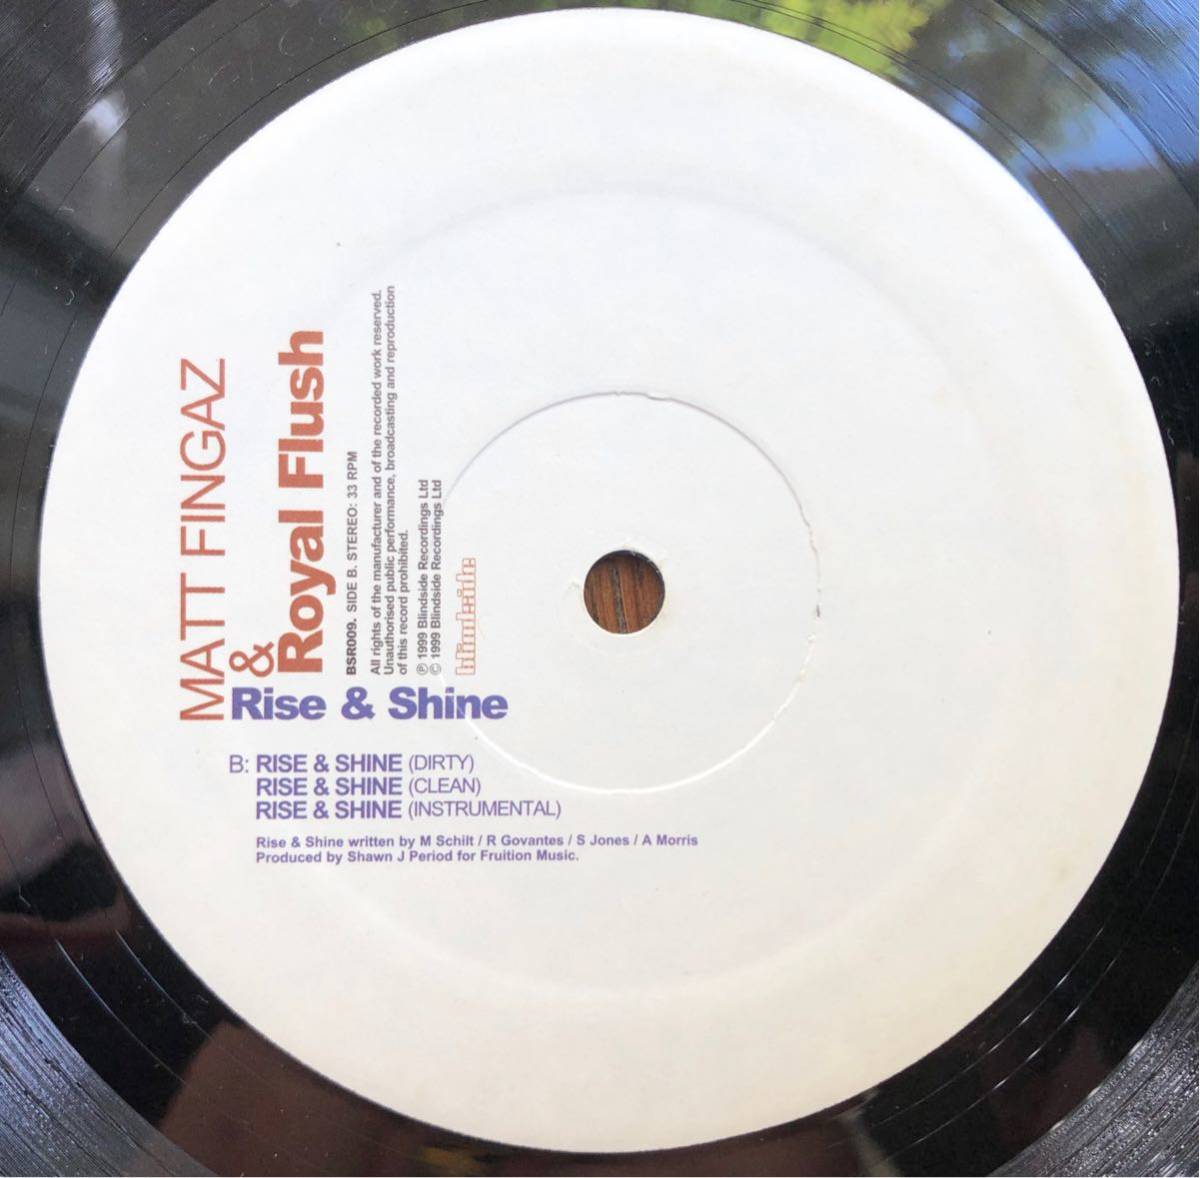 MATT FINGAZ
&
Royal Flush
BSR009. SIDE B. STEREO: 33 RPM
All rights of the manufacturer and of the recorded work reserved.
Unauthorised public performance, broadcasting and reproduction
of this record prohibited.
℗ 1999 Blindside Recordings Ltd
© 1999 Blindside Recordings Ltd
blindside
Rise & Shine
B: RISE & SHINE (DIRTY)
RISE & SHINE (CLEAN)
RISE & SHINE (INSTRUMENTAL)
Rise & Shine written by M Schilt / R Govantes / S Jones / A Morris
Produced by Shawn J Period for Fruition Music.